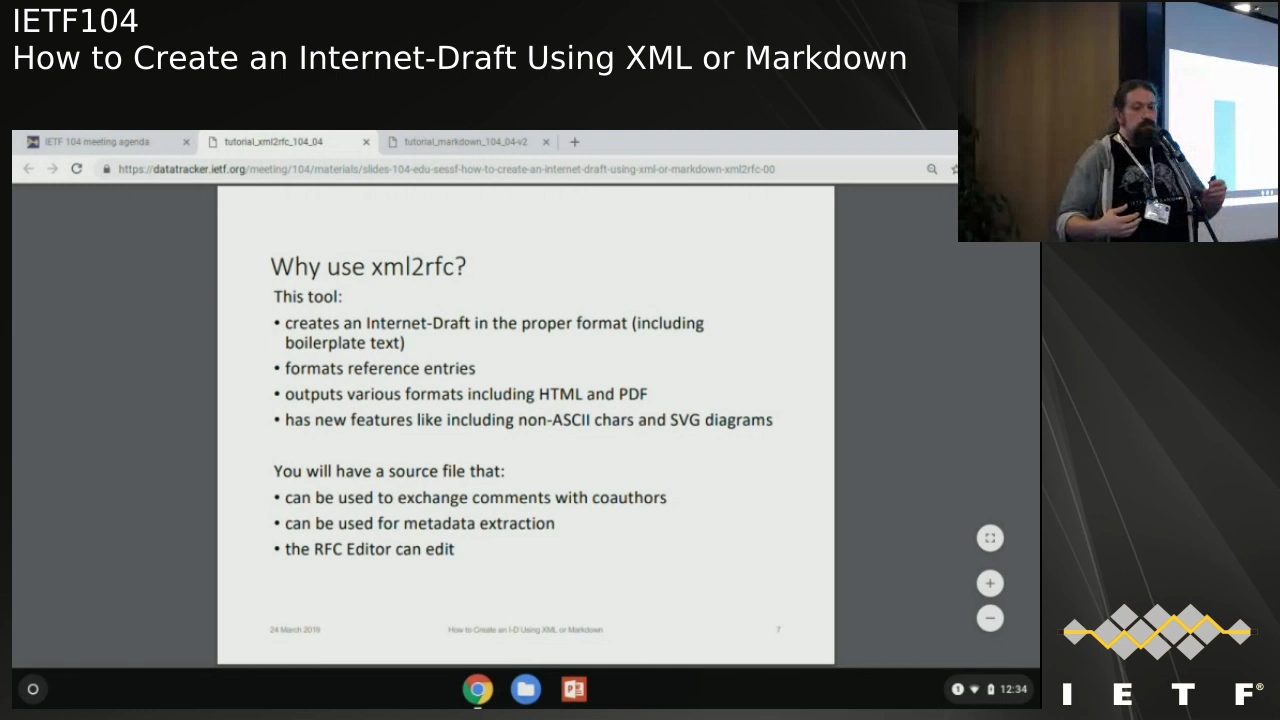 IETF104
How to Create an Internet-Draft Using XML or Markdown
IETF 104 meeting agenda
tutorial_xml2rfc_104_04
tutorial_markdown_104_04-v2
https://datatracker.ietf.org/meeting/104/materials/slides-104-edu-sessf-how-to-create-an-internet-draft-using-xml-or-markdown-xml2rfc-00
Why use xml2rfc?
This tool:
• creates an Internet-Draft in the proper format (including
boilerplate text)
• formats reference entries
• outputs various formats including HTML and PDF
• has new features like including non-ASCII chars and SVG diagrams
You will have a source file that:
• can be used to exchange comments with coauthors
• can be used for metadata extraction
• the RFC Editor can edit
24 March 2019
How to Create an I-D Using XML or Markdown
7
12:34
I E T F®